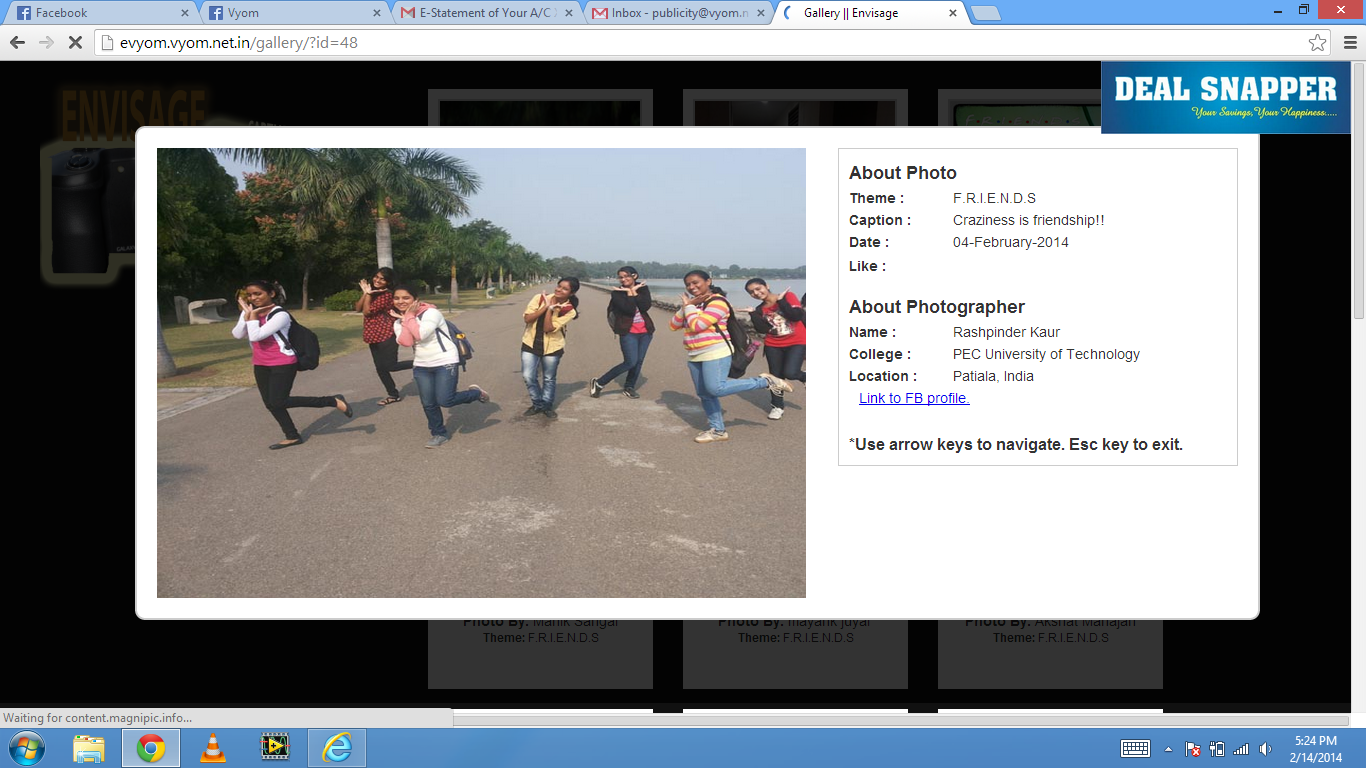 Facebook
Vyom
E-Statement of Your A/C
Inbox - publicity@vyom.n
Gallery || Envisage
evyom.vyom.net.in/gallery/?id=48
ENVISAGE
DEAL SNAPPER
Your Savings,Your Happiness.....
F.R.I.E.N.D.S
About Photo
Theme : F.R.I.E.N.D.S
Caption : Craziness is friendship!!
Date : 04-February-2014
Like :
About Photographer
Name : Rashpinder Kaur
College : PEC University of Technology
Location : Patiala, India
Link to FB profile.
*Use arrow keys to navigate. Esc key to exit.
Photo By: Manik Sangar Photo By: mayank juyal Photo By: Akshat Mahajan
Theme: F.R.I.E.N.D.S Theme: F.R.I.E.N.D.S Theme: F.R.I.E.N.D.S
Waiting for content.magnipic.info...
5:24 PM
2/14/2014